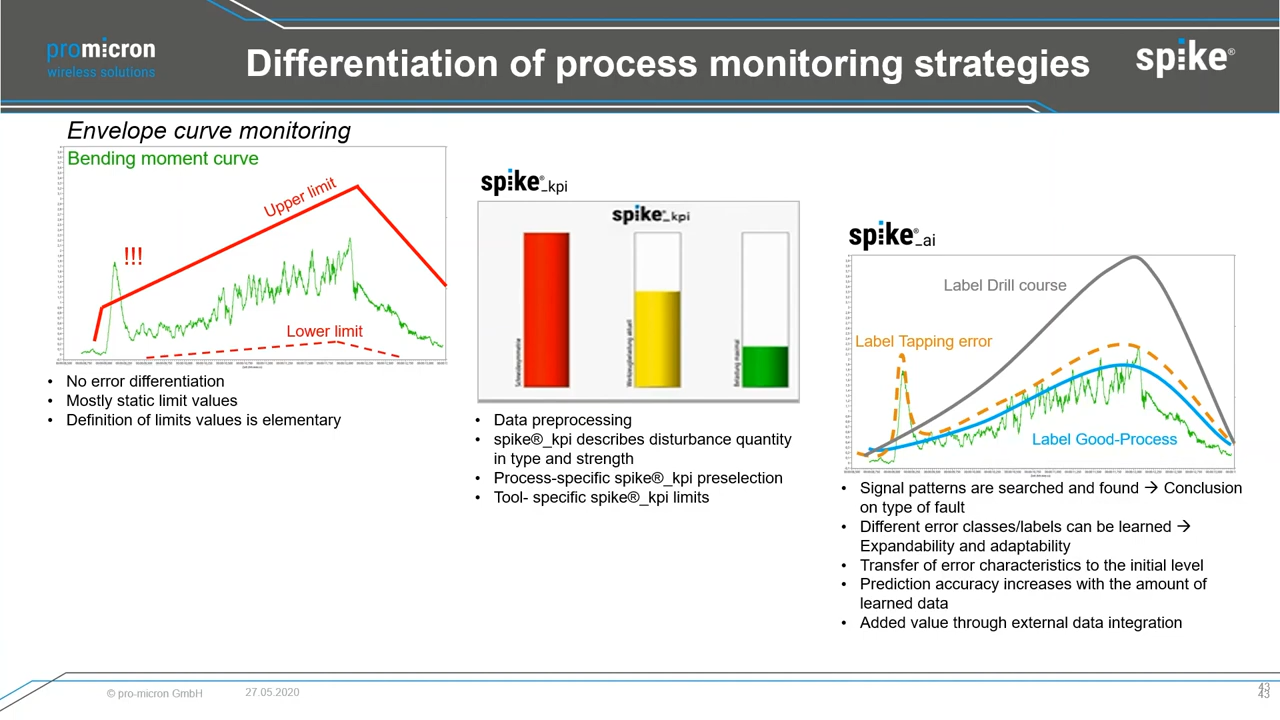 promicron
wireless solutions
Differentiation of process monitoring strategies
spike®
Envelope curve monitoring
Bending moment curve
Upper limit
!!!
Lower limit
• No error differentiation
• Mostly static limit values
• Definition of limits values is elementary
spike®_kpi
spike®_kpi
Schneidensymmetrie
Belastung maximal
• Data preprocessing
• spike®_kpi describes disturbance quantity
in type and strength
• Process-specific spike®_kpi preselection
• Tool- specific spike®_kpi limits
spike®_ai
Label Drill course
Label Tapping error
Label Good-Process
• Signal patterns are searched and found → Conclusion
on type of fault
• Different error classes/labels can be learned →
Expandability and adaptability
• Transfer of error characteristics to the initial level
• Prediction accuracy increases with the amount of
learned data
• Added value through external data integration
© pro-micron GmbH
27.05.2020
43
43